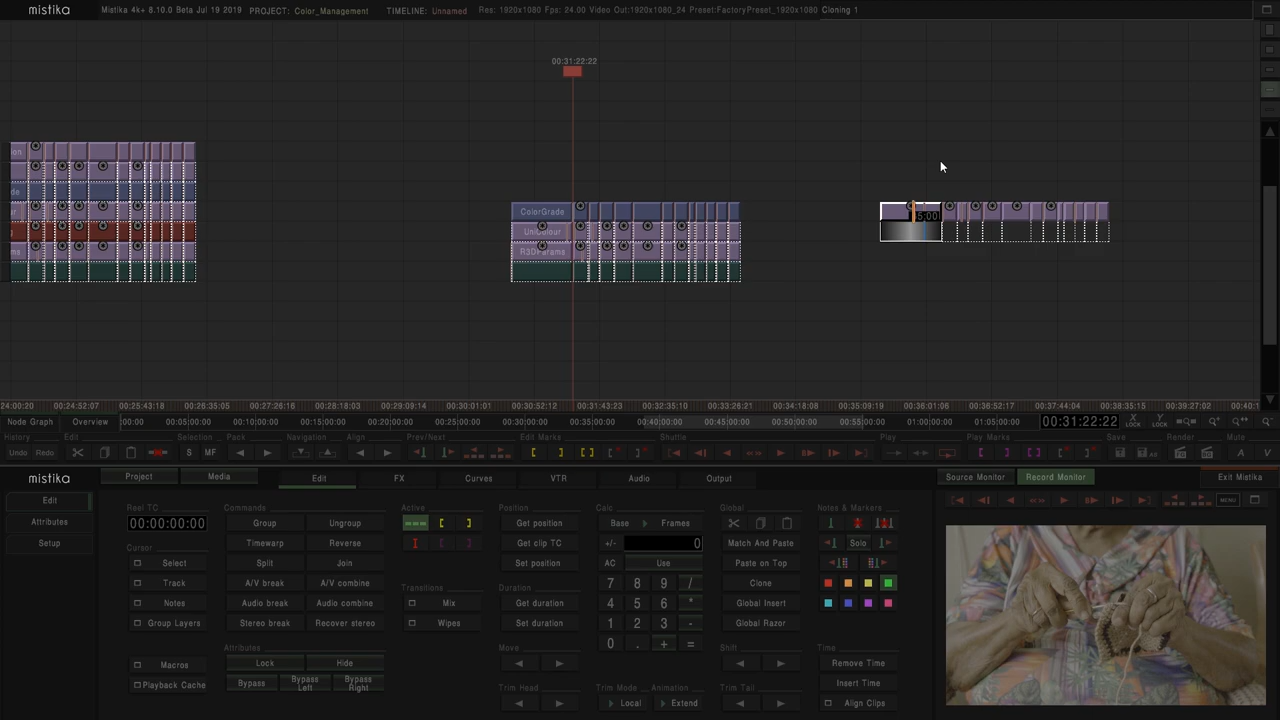 mistika Mistika 4k+ 8.10.0 Beta Jul 19 2019 PROJECT: Color_Management TIMELINE: Unnamed Res: 1920x1080 Fps: 24.00 Video Out:1920x1080_24 Preset:FactoryPreset_1920x1080 Cloning 1
00:31:22:22
ion
de
ColorGrade
UniColour
R3DParams
ms
5:00
24:00:20 00:24:52:07 00:25:43:18 00:26:35:05 00:27:26:16 00:28:18:03 00:29:09:14 00:30:01:01 00:30:52:12 00:31:43:23 00:32:35:10 00:33:26:21 00:34:18:08 00:35:09:19 00:36:01:06 00:36:52:17 00:37:44:04 00:38:35:15 00:39:27:02 00:40:1
Node Graph Overview :00:00 00:05:00:00 00:10:00:00 00:15:00:00 00:20:00:00 00:25:00:00 00:30:00:00 00:35:00:00 00:40:00:00 00:45:00:00 00:50:00:00 00:55:00:00 01:00:00:00 01:05:00:00 00:31:22:22 X LOCK Y LOCK
History Edit Selection Pack Navigation Align Prev/Next Edit Marks Shuttle Play Play Marks Save Render Mute
Undo Redo S MF All A V
mistika Project Media Edit FX Curves VTR Audio Output Source Monitor Record Monitor Exit Mistika
Edit
Attributes
Setup
Reel TC
00:00:00:00
Cursor
Select
Track
Notes
Group Layers
Macros
Playback Cache
Commands
Group Ungroup
Timewarp Reverse
Split Join
A/V break A/V combine
Audio break Audio combine
Stereo break Recover stereo
Attributes
Lock Hide
Bypass Bypass Left Bypass Right
Active
Transitions
Mix
Wipes
Position
Get position
Get clip TC
Set position
Duration
Get duration
Set duration
Move
Trim Head
Calc
Base Frames
+/- 0
AC Use
7 8 9 /
4 5 6 *
1 2 3 -
0 . + =
Trim Mode Animation
Local Extend
Global
Match And Paste
Paste on Top
Clone
Global Insert
Global Razor
Shift
Trim Tail
Notes & Markers
Solo
Time
Remove Time
Insert Time
Align Clips
MENU